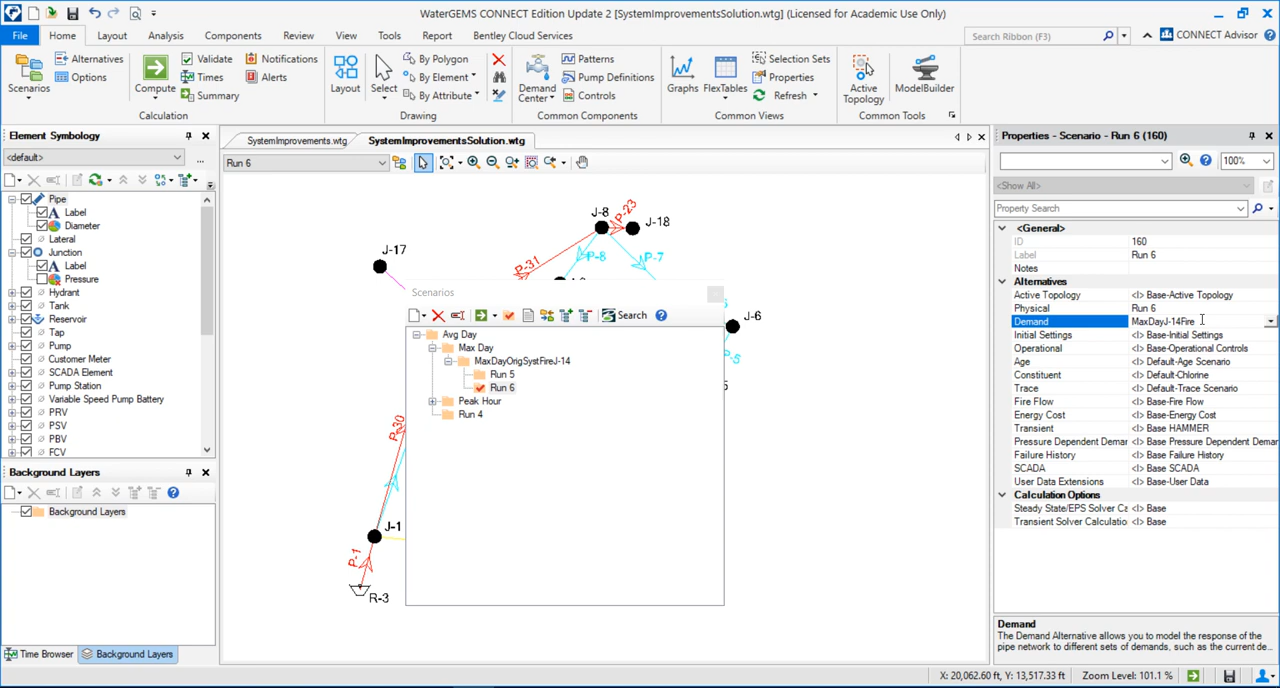 WaterGEMS CONNECT Edition Update 2 [SystemImprovementsSolution.wtg] (Licensed for Academic Use Only)
File Home Layout Analysis Components Review View Tools Report Bentley Cloud Services Search Ribbon (F3) CONNECT Advisor
Scenarios
Alternatives
Options
Compute
Validate
Times
Summary
Notifications
Alerts
Calculation
Layout
Select
By Polygon
By Element
By Attribute
Drawing
Demand Center
Patterns
Pump Definitions
Controls
Common Components
Graphs
FlexTables
Selection Sets
Properties
Refresh
Common Views
Active Topology
ModelBuilder
Common Tools
Element Symbology
<default>
Pipe
Label
Diameter
Lateral
Junction
Label
Pressure
Hydrant
Tank
Reservoir
Tap
Pump
Customer Meter
SCADA Element
Pump Station
Variable Speed Pump Battery
PRV
PSV
PBV
FCV
Background Layers
Background Layers
Time Browser
Background Layers
SystemImprovements.wtg
SystemImprovementsSolution.wtg
Run 6
J-8
P-23
J-18
J-17
P-31
P-8
P-7
J-6
P-5
P-30
J-1
P-1
R-3
Scenarios
Search
Avg Day
Max Day
MaxDayOrigSystFireJ-14
Run 5
Run 6
Peak Hour
Run 4
Properties - Scenario - Run 6 (160)
100%
<Show All>
Property Search
<General>
ID 160
Label Run 6
Notes
Alternatives
Active Topology <I> Base-Active Topology
Physical Run 6
Demand MaxDayJ-14Fire
Initial Settings <I> Base-Initial Settings
Operational <I> Base-Operational Controls
Age <I> Default-Age Scenario
Constituent <I> Default-Chlorine
Trace <I> Default-Trace Scenario
Fire Flow <I> Base-Fire Flow
Energy Cost <I> Base-Energy Cost
Transient <I> Base HAMMER
Pressure Dependent Demar <I> Base Pressure Dependent Demar
Failure History <I> Base Failure History
SCADA <I> Base SCADA
User Data Extensions <I> Base-User Data
Calculation Options
Steady State/EPS Solver Ca <I> Base
Transient Solver Calculatio <I> Base
Demand
The Demand Alternative allows you to model the response of the
pipe network to different sets of demands, such as the current de...
X: 20,062.60 ft, Y: 13,517.33 ft Zoom Level: 101.1 %